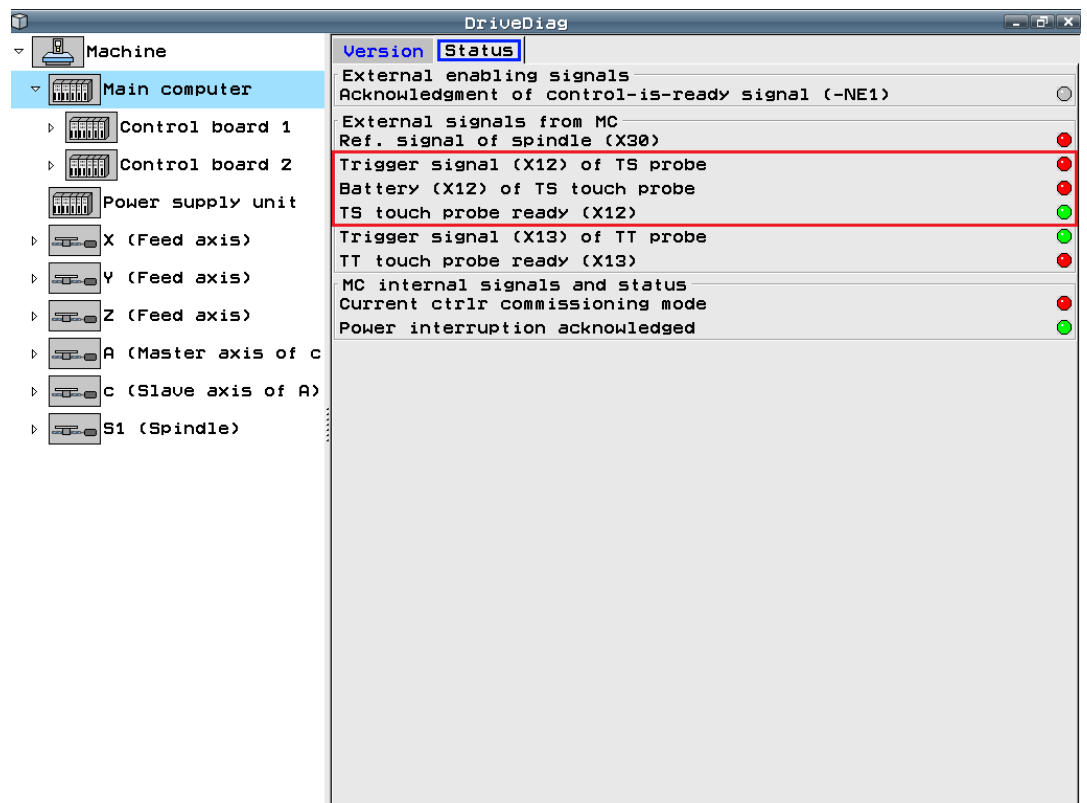 DriveDiag
Machine
Main computer
Control board 1
Control board 2
Power supply unit
X (Feed axis)
Y (Feed axis)
Z (Feed axis)
A (Master axis of c
c (Slave axis of A)
S1 (Spindle)
Version Status
External enabling signals
Acknowledgment of control-is-ready signal (-NE1)
External signals from MC
Ref. signal of spindle (X30)
Trigger signal (X12) of TS probe
Battery (X12) of TS touch probe
TS touch probe ready (X12)
Trigger signal (X13) of TT probe
TT touch probe ready (X13)
MC internal signals and status
Current ctrlr commissioning mode
Power interruption acknowledged